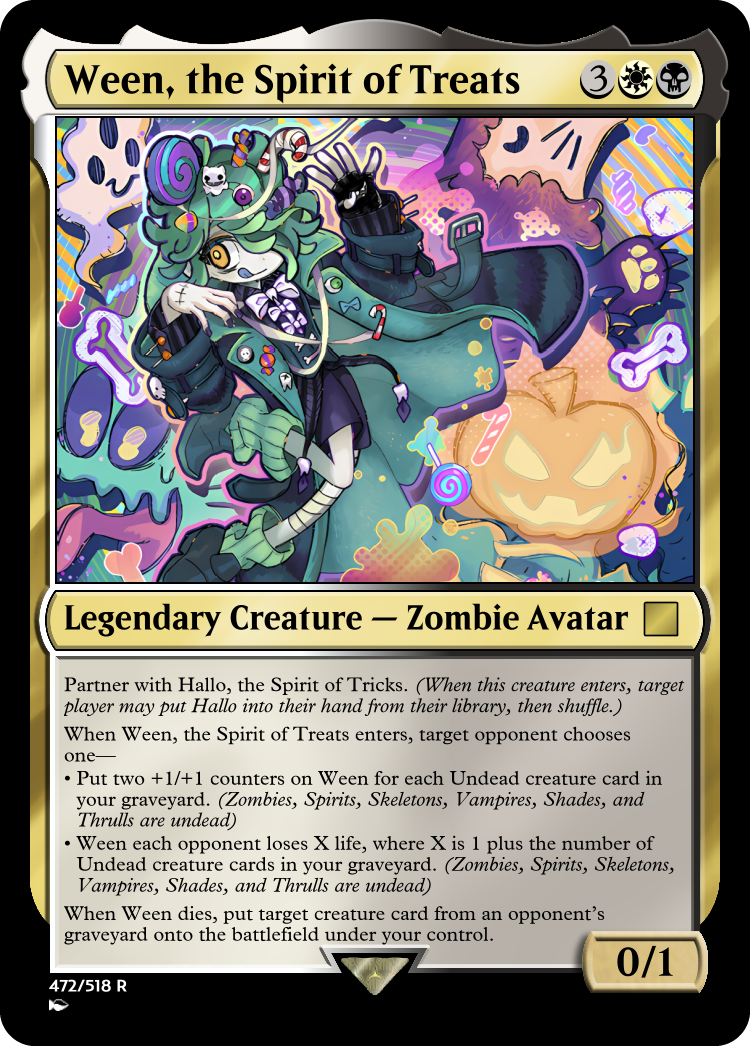 Ween, the Spirit of Treats 3
Legendary Creature — Zombie Avatar
Partner with Hallo, the Spirit of Tricks. (When this creature enters, target
player may put Hallo into their hand from their library, then shuffle.)
When Ween, the Spirit of Treats enters, target opponent chooses
one—
• Put two +1/+1 counters on Ween for each Undead creature card in
your graveyard. (Zombies, Spirits, Skeletons, Vampires, Shades, and
Thrulls are undead)
• Ween each opponent loses X life, where X is 1 plus the number of
Undead creature cards in your graveyard. (Zombies, Spirits, Skeletons,
Vampires, Shades, and Thrulls are undead)
When Ween dies, put target creature card from an opponent's
graveyard onto the battlefield under your control.
0/1
472/518 R